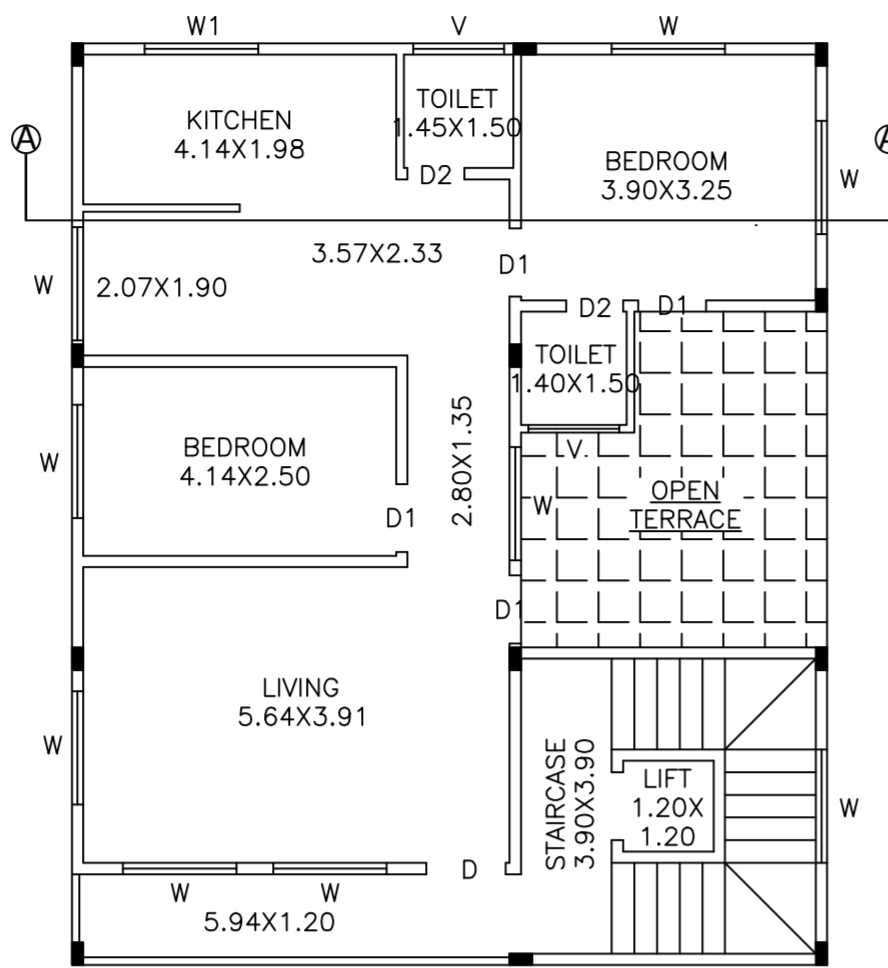 W1
V
W
A
KITCHEN
4.14X1.98
TOILET
1.45X1.50
D2
BEDROOM
3.90X3.25
W
3.57X2.33
D1
W
2.07X1.90
D2
D1
TOILET
1.40X1.50
V.
BEDROOM
4.14X2.50
W
2.80X1.35
D1
W
OPEN
TERRACE
D1
LIVING
5.64X3.91
W
STAIRCASE
3.90X3.90
LIFT
1.20X
1.20
W
D
W
W
5.94X1.20